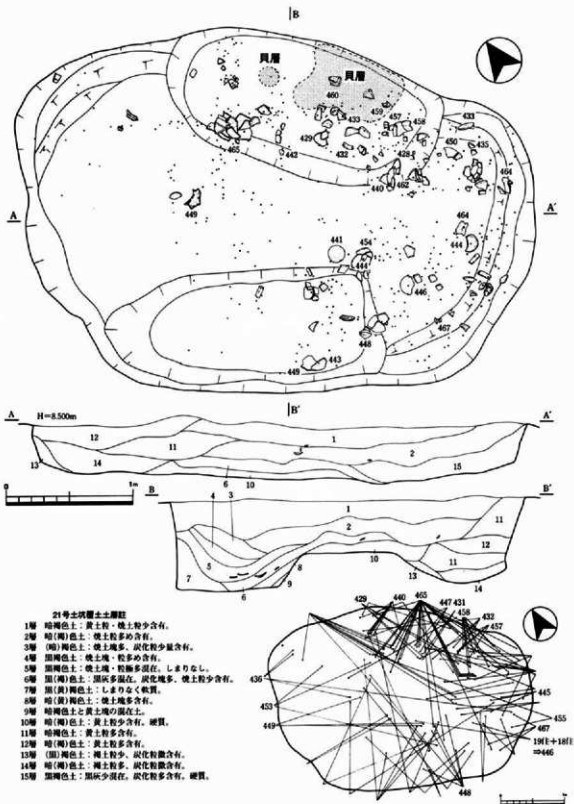 B
貝層
貝層
460
459
457
458
433
433
429
465
442
432
428
450
435
440
462
464
449
A
A'
464
441
454
444
444
446
467
448
449
443
B'
A
H=8.500m
A'
12
11
1
2
13
14
6
10
15
0
1m
B
B'
4
3
1
2
11
12
5
8
10
11
7
9
13
6
14
21号土坑覆土土層註
1層 暗褐色土：黄土粒・焼土粒少含有。
2層 暗(褐)色土：焼土粒多め含有。
3層 (暗)褐色土：焼土塊多、炭化粒少量含有。
4層 黒褐色土：焼土塊・粒多め含有。
5層 黒褐色土：焼土塊・粒極多混在。しまりなし。
6層 黒(褐)色土：黒灰多混在。炭化塊多、焼土粒少含有。
7層 黒(黄)褐色土：しまりなく軟質。
8層 暗(黄)褐色土：焼土塊多含有。
9層 暗褐色土と黄土塊の混在土。
10層 暗(褐)色土：黄土粒少含有。硬質。
11層 暗褐色土：黄土粒多含有。
12層 暗(褐)色土：黄土粒多含有。
13層 (黒)褐色土：褐土粒少、炭化粒微含有。
14層 暗(褐)色土：褐土粒多、炭化粒微含有。
15層 黒褐色土：黒灰少混在。炭化粒多含有。硬質。
429
440
465
447
431
458
432
457
436
453
449
445
455
467
19住+18住
⇒446
448